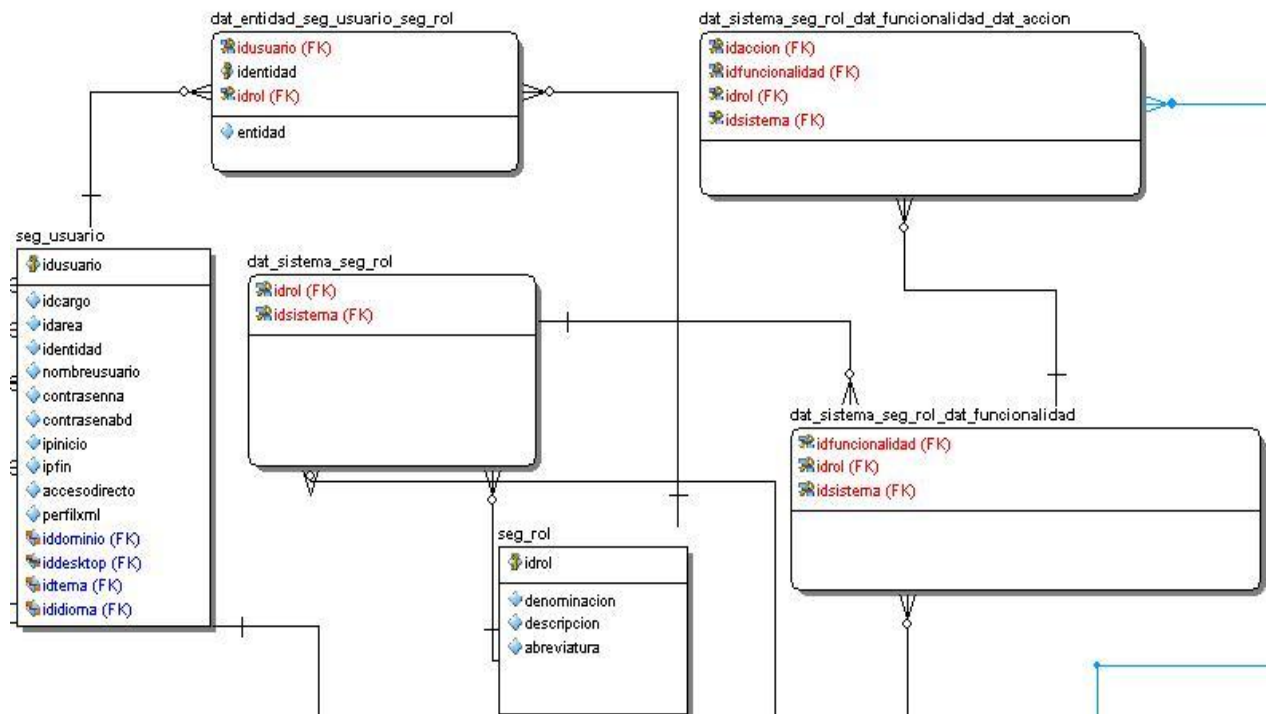 dat_entidad_seg_usuario_seg_rol
idusuario (FK)
identidad
idrol (FK)
entidad
dat_sistema_seg_rol_dat_funcionalidad_dat_accion
idaccion (FK)
idfuncionalidad (FK)
idrol (FK)
idsistema (FK)
seg_usuario
idusuario
idcargo
idarea
identidad
nombreusuario
contrasenna
contrasenabd
ipinicio
ipfin
accesodirecto
perfilxml
iddominio (FK)
iddesktop (FK)
idtema (FK)
ididioma (FK)
dat_sistema_seg_rol
idrol (FK)
idsistema (FK)
seg_rol
idrol
denominacion
descripcion
abreviatura
dat_sistema_seg_rol_dat_funcionalidad
idfuncionalidad (FK)
idrol (FK)
idsistema (FK)